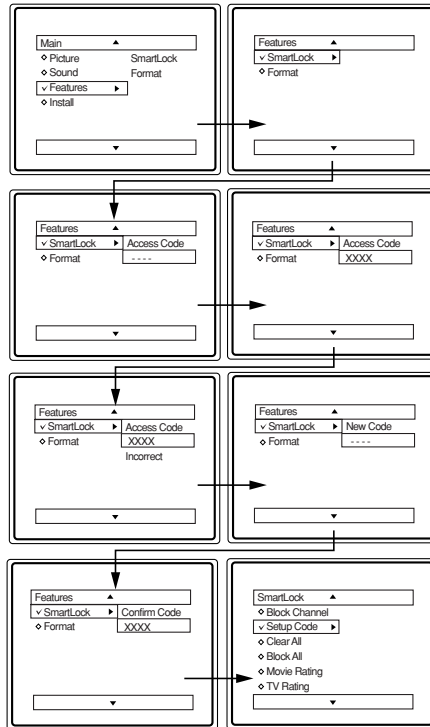 Main
Picture SmartLock
Sound Format
Features
Install
Features
SmartLock
Format
Features
SmartLock Access Code
Format - - - -
Features
SmartLock Access Code
Format XXXX
Features
SmartLock Access Code
Format XXXX
Incorrect
Features
SmartLock New Code
Format - - - -
Features
SmartLock Confirm Code
Format XXXX
SmartLock
Block Channel
Setup Code
Clear All
Block All
Movie Rating
TV Rating